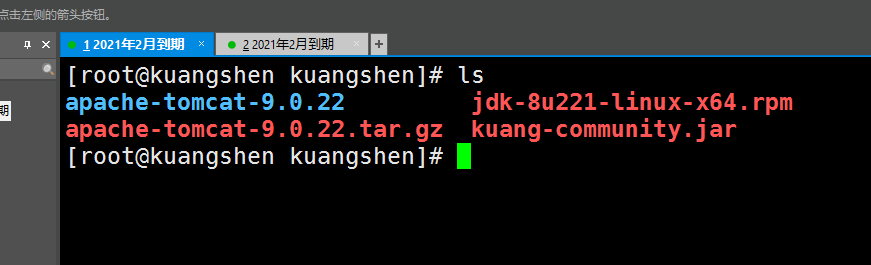 点击左侧的箭头按钮。
1 2021年2月到期 × 2 2021年2月到期 × +
[root@kuangshen kuangshen]# ls
apache-tomcat-9.0.22 jdk-8u221-linux-x64.rpm
期
apache-tomcat-9.0.22.tar.gz kuang-community.jar
[root@kuangshen kuangshen]#